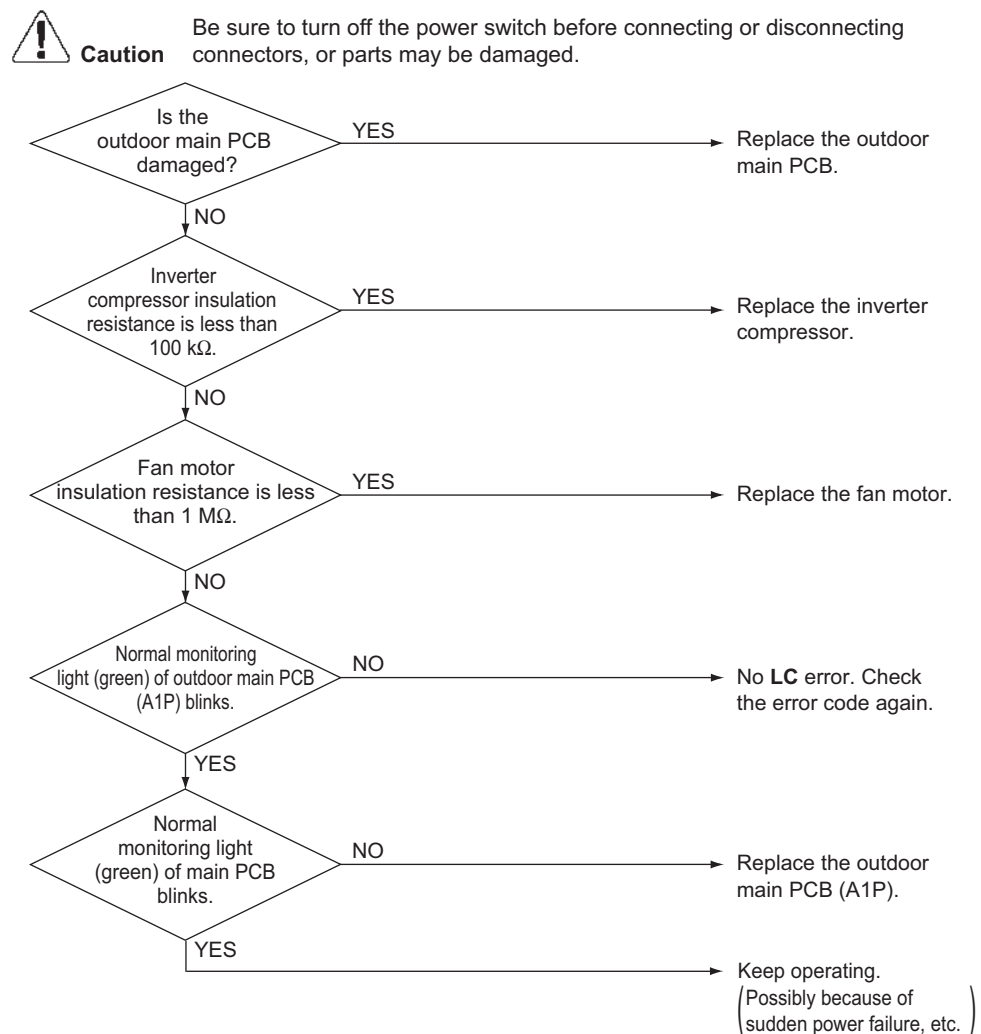 Be sure to turn off the power switch before connecting or disconnecting
Caution connectors, or parts may be damaged.
Is the
outdoor main PCB
damaged?
YES
Replace the outdoor
main PCB.
NO
Inverter
compressor insulation
resistance is less than
100 kΩ.
YES
Replace the inverter
compressor.
NO
Fan motor
insulation resistance is less
than 1 MΩ.
YES
Replace the fan motor.
NO
Normal monitoring
light (green) of outdoor main PCB
(A1P) blinks.
NO
No LC error. Check
the error code again.
YES
Normal
monitoring light
(green) of main PCB
blinks.
NO
Replace the outdoor
main PCB (A1P).
YES
Keep operating.
(Possibly because of
sudden power failure, etc.)